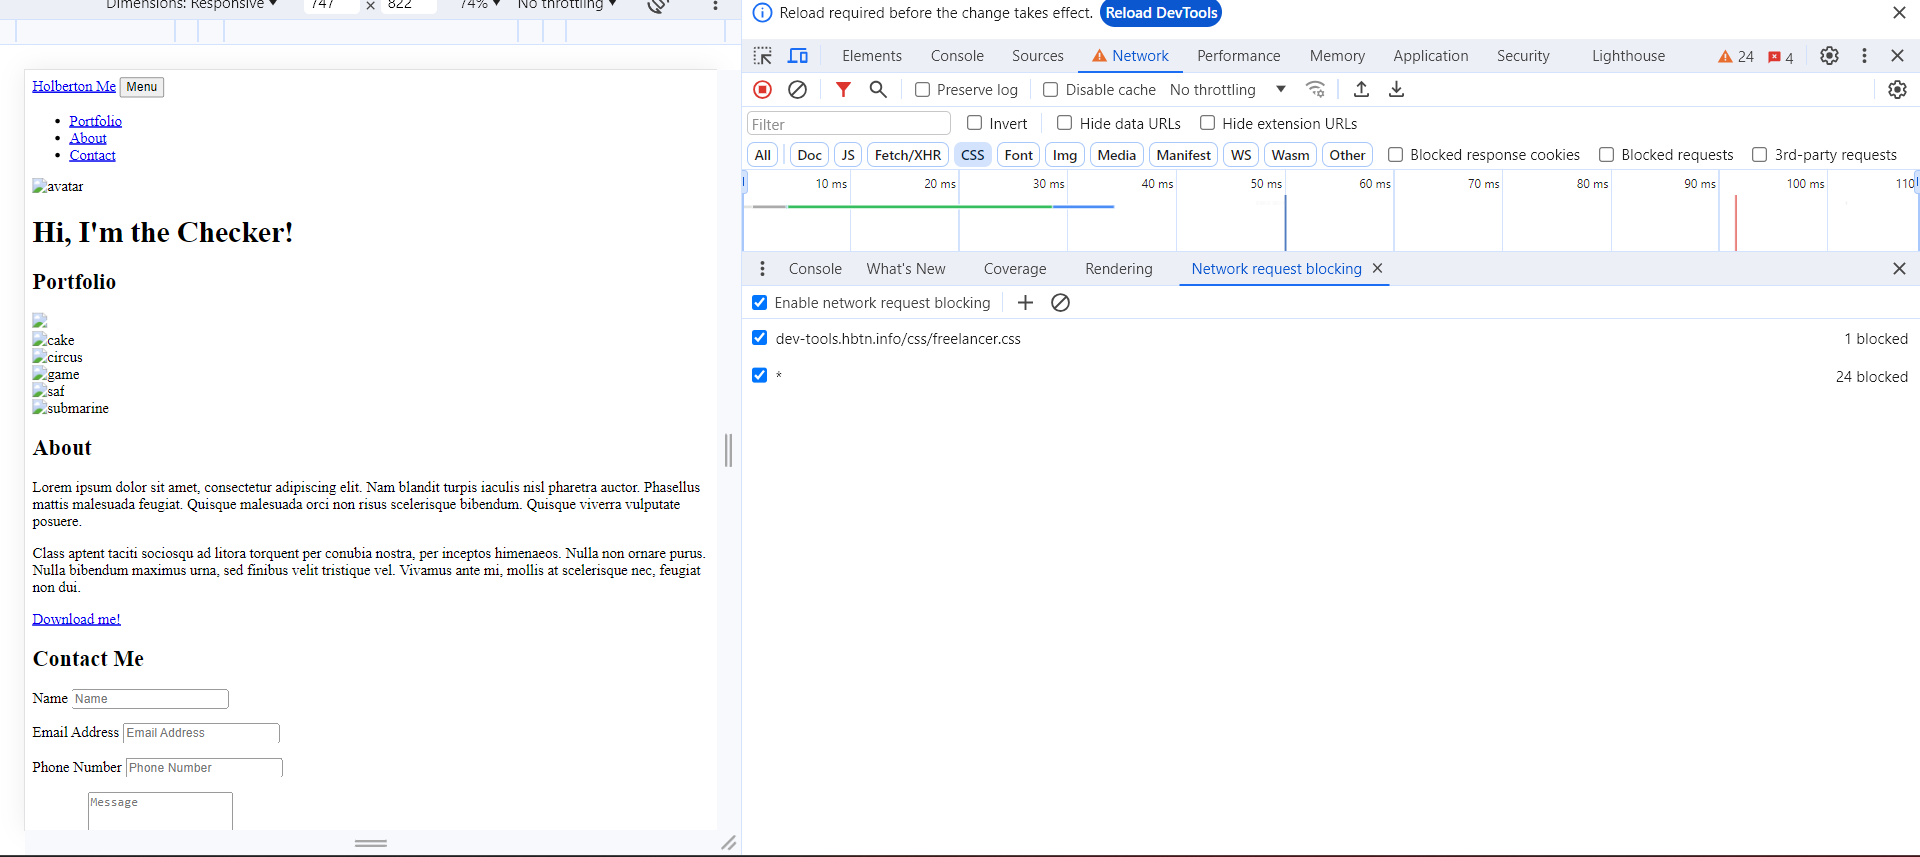 Dimensions: Responsive ▼ 747 × 822 74% ▼ No throttling ▼
Holberton Me Menu
Portfolio
About
Contact
avatar
Hi, I'm the Checker!
Portfolio
cake
circus
game
saf
submarine
About
Lorem ipsum dolor sit amet, consectetur adipiscing elit. Nam blandit turpis iaculis nisl pharetra auctor. Phasellus
mattis malesuada feugiat. Quisque malesuada orci non risus scelerisque bibendum. Quisque viverra vulputate
posuere.
Class aptent taciti sociosqu ad litora torquent per conubia nostra, per inceptos himenaeos. Nulla non ornare purus.
Nulla bibendum maximus urna, sed finibus velit tristique vel. Vivamus ante mi, mollis at scelerisque nec, feugiat
non dui.
Download me!
Contact Me
Name Name
Email Address Email Address
Phone Number Phone Number
Message
Reload required before the change takes effect. Reload DevTools
Elements Console Sources Network Performance Memory Application Security Lighthouse 24 4
Preserve log Disable cache No throttling
Filter Invert Hide data URLs Hide extension URLs
All Doc JS Fetch/XHR CSS Font Img Media Manifest WS Wasm Other Blocked response cookies Blocked requests 3rd-party requests
10 ms 20 ms 30 ms 40 ms 50 ms 60 ms 70 ms 80 ms 90 ms 100 ms 110
Console What's New Coverage Rendering Network request blocking
Enable network request blocking
dev-tools.hbtn.info/css/freelancer.css 1 blocked
* 24 blocked